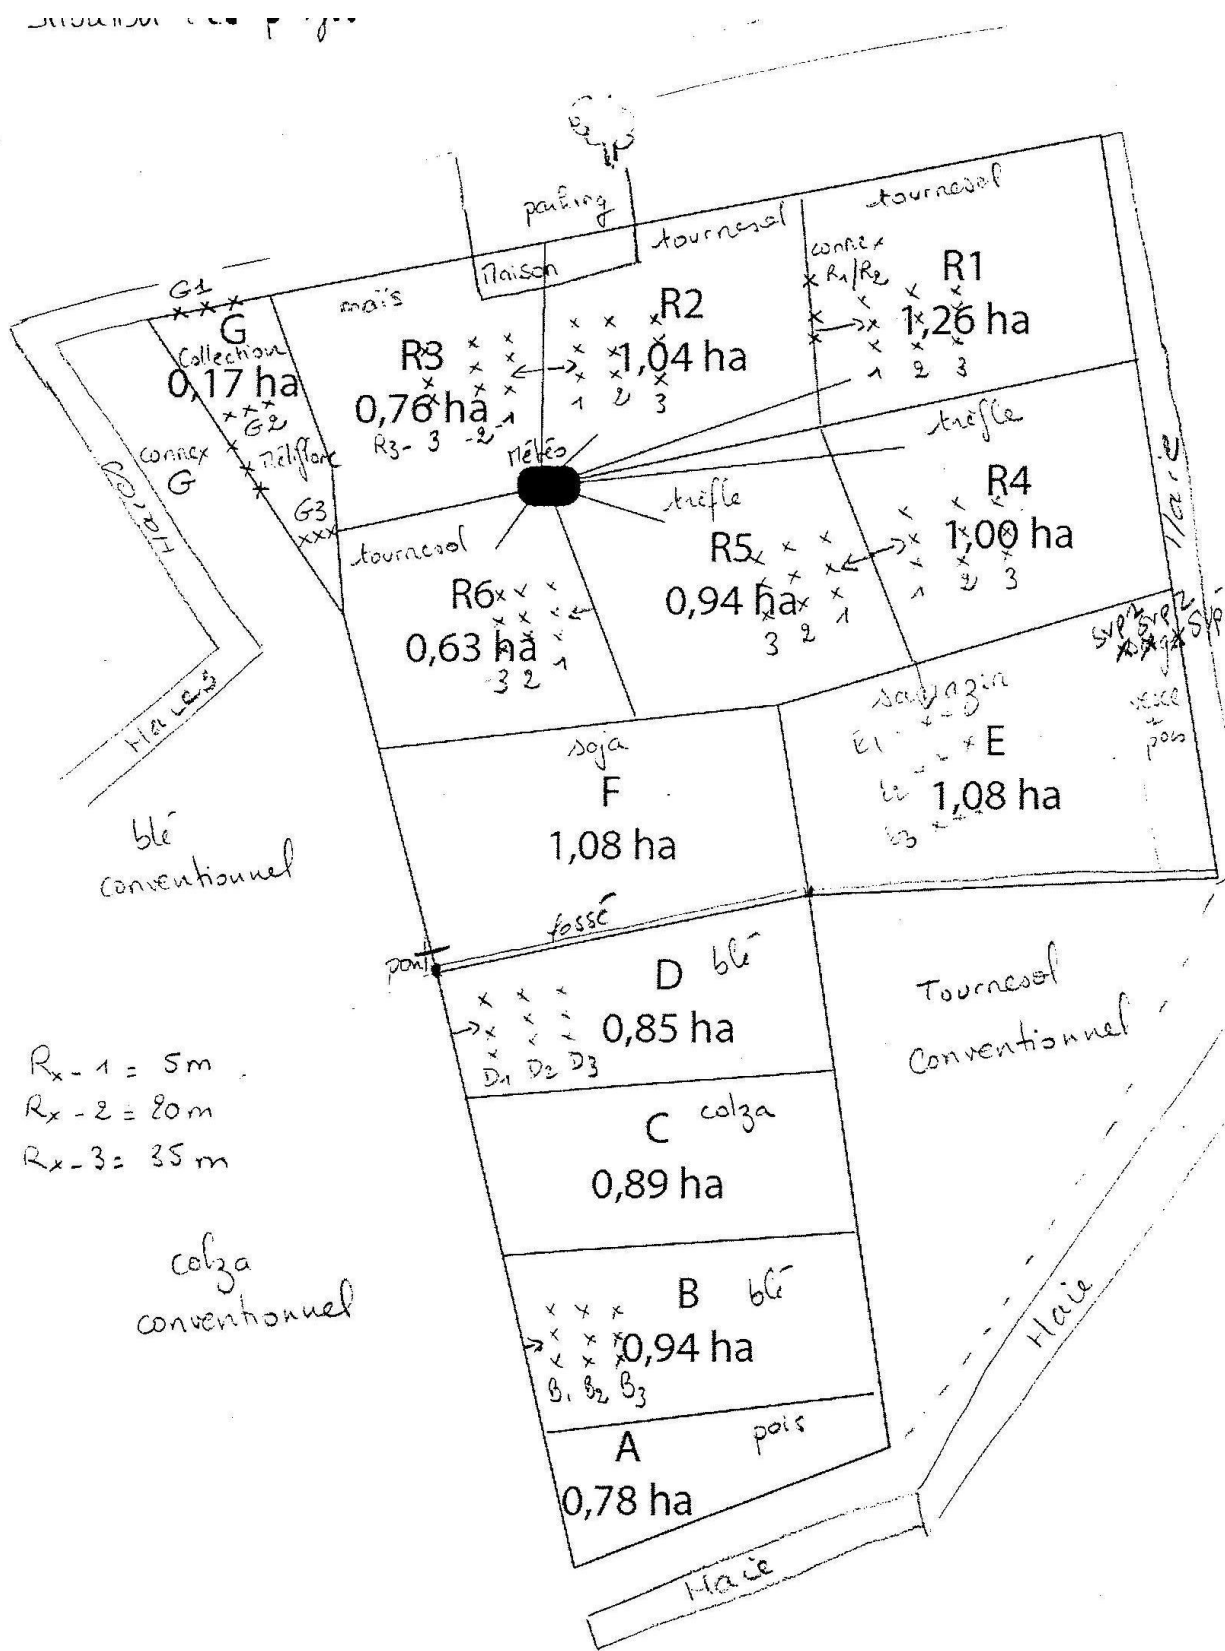 parking
tournesol
tournesol
Maison
connex
R1/R2
R1
1,26 ha
1 2 3
G1
G
Collection
0,17 ha
G2
Méliflore
connex
G
G3
xxx
maïs
R3
0,76 ha
R3- 3 -2- 1
R2
1,04 ha
1 2 3
Météo
trèfle
trèfle
R4
1,00 ha
1 2 3
R5
0,94 ha
3 2 1
tournesol
R6
0,63 ha
3 2 1
Haies
Haies
Haie
sarrazin
E1
E
E2
1,08 ha
E3
pois
soja
F
1,08 ha
blé
conventionnel
fossé
pont
D blé
0,85 ha
D1 D2 D3
Tournesol
Conventionnel
Rx-1 = 5m
Rx-2 = 20m
Rx-3 = 35m
C colza
0,89 ha
colza
conventionnel
B blé
0,94 ha
B1 B2 B3
Haie
A pois
0,78 ha
Haie